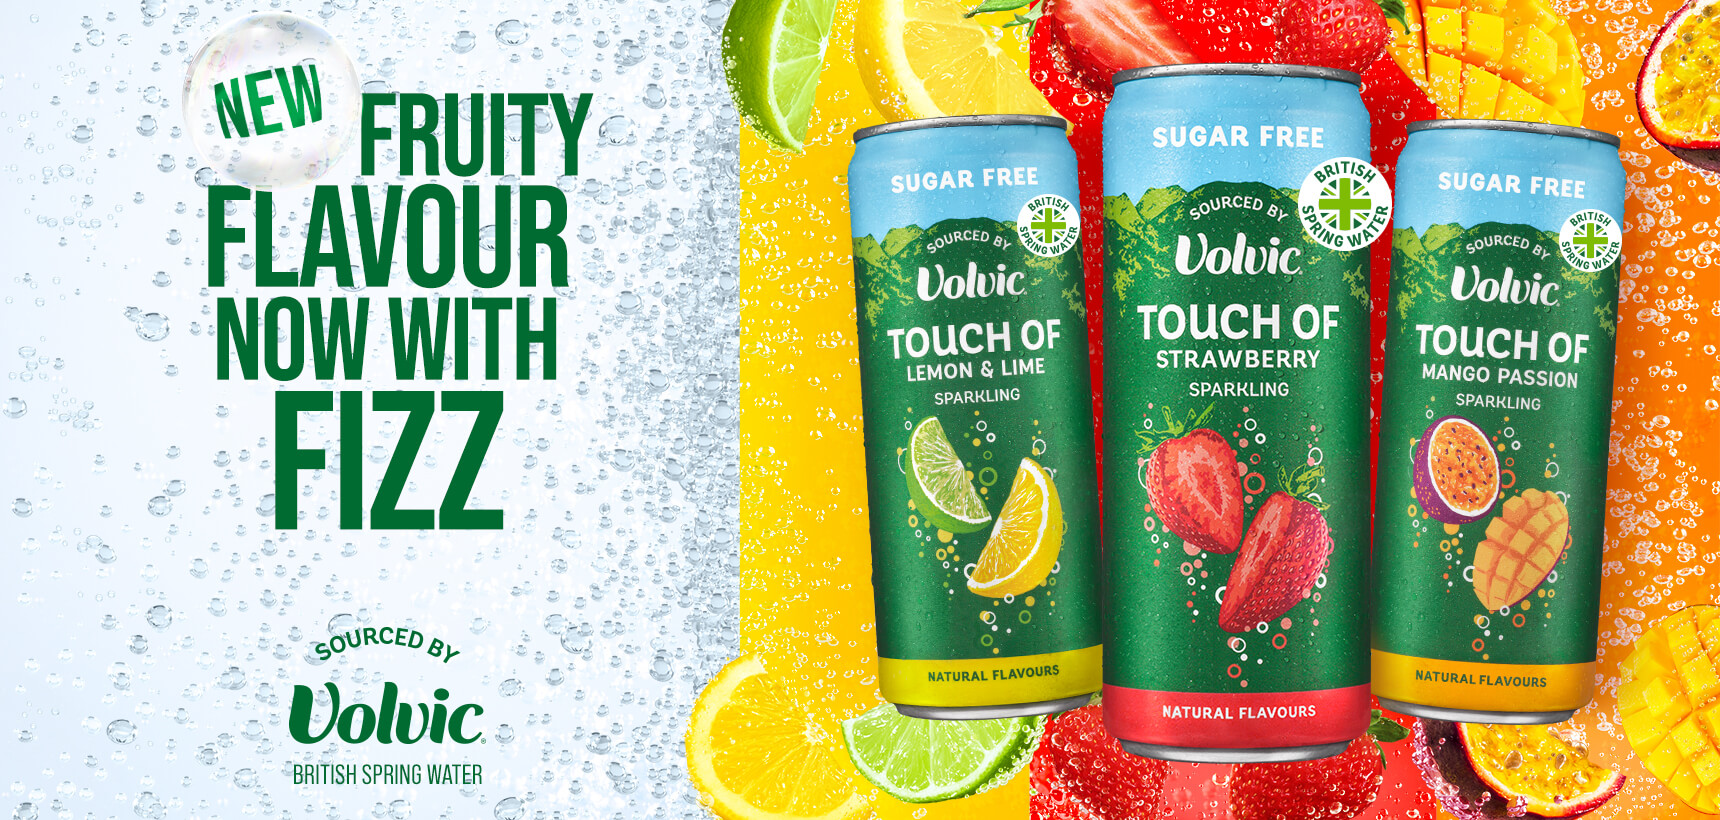 NEW
FRUITY
FLAVOUR
NOW WITH
FIZZ
SOURCED BY
Volvic
BRITISH SPRING WATER
SUGAR FREE
BRITISH
SPRING WATER
SOURCED BY
Volvic
TOUCH OF
LEMON & LIME
SPARKLING
NATURAL FLAVOURS
SUGAR FREE
BRITISH
SPRING WATER
SOURCED BY
Volvic
TOUCH OF
STRAWBERRY
SPARKLING
NATURAL FLAVOURS
SUGAR FREE
BRITISH
SPRING WATER
SOURCED BY
Volvic
TOUCH OF
MANGO PASSION
SPARKLING
NATURAL FLAVOURS